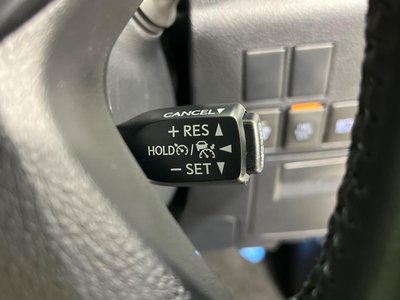 CANCEL▼
+ RES ▲
HOLD / ◀
− SET ▼